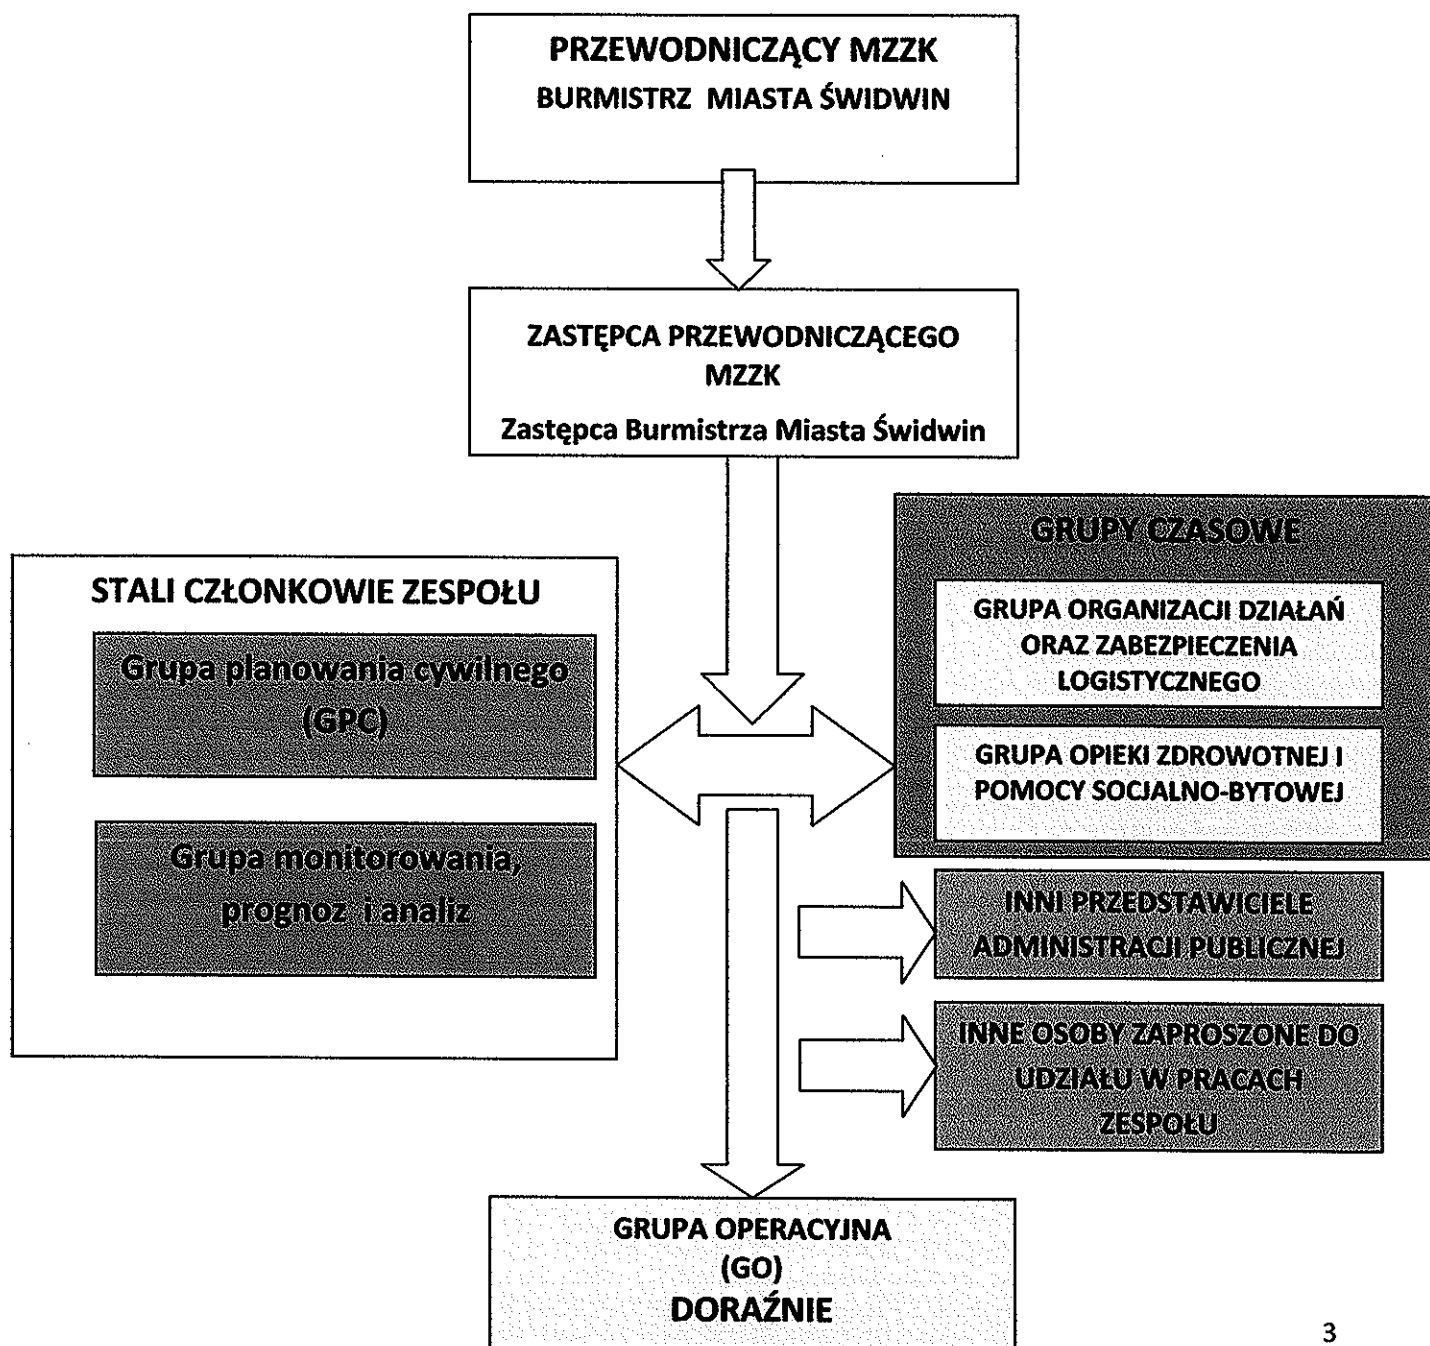 PRZEWODNICZĄCY MZZK
BURMISTRZ MIASTA ŚWIDWIN
ZASTĘPCA PRZEWODNICZĄCEGO
MZZK
Zastępca Burmistrza Miasta Świdwin
STALI CZŁONKOWIE ZESPOŁU
Grupa planowania cywilnego
(GPC)
Grupa monitorowania,
prognoz i analiz
GRUPY CZASOWE
GRUPA ORGANIZACJI DZIAŁAŃ
ORAZ ZABEZPIECZENIA
LOGISTYCZNEGO
GRUPA OPIEKI ZDROWOTNEJ I
POMOCY SOCJALNO-BYTOWEJ
INNI PRZEDSTAWICIELE
ADMINISTRACJI PUBLICZNEJ
INNE OSOBY ZAPROSZONE DO
UDZIAŁU W PRACACH
ZESPOŁU
GRUPA OPERACYJNA
(GO)
DORAŹNIE
3